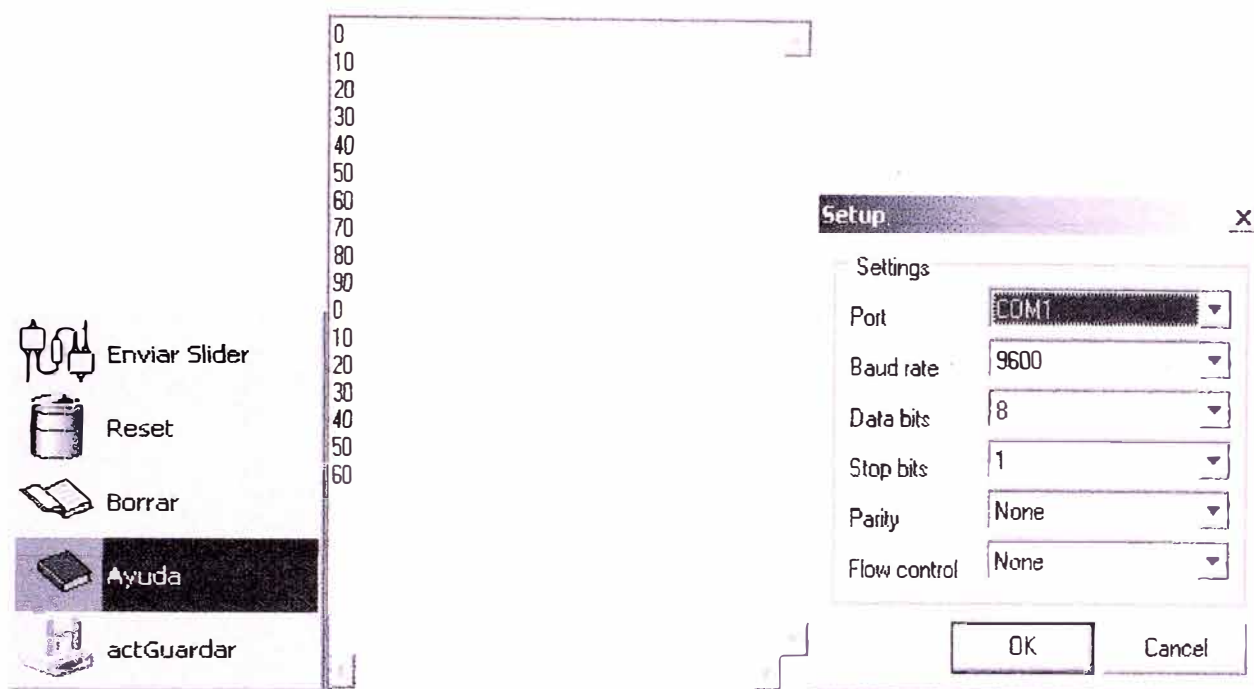 0
10
20
30
40
50
60
70
80
90
0
10
20
30
40
50
60
Enviar Slider
Reset
Borrar
Ayuda
actGuardar
Setup
Settings
Port COM1
Baud rate 9600
Data bits 8
Stop bits 1
Parity None
Flow control None
OK Cancel